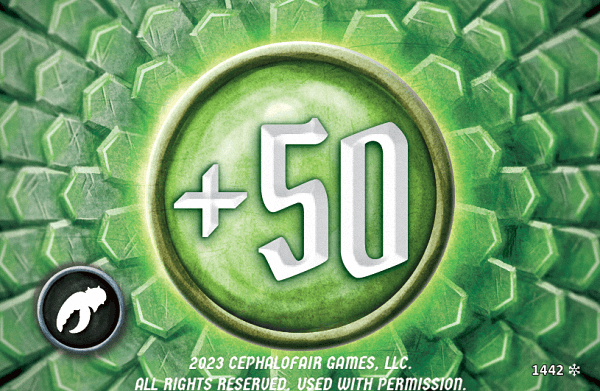 +50
2023 CEPHALOFAIR GAMES, LLC.
ALL RIGHTS RESERVED. USED WITH PERMISSION.
1442 ✻